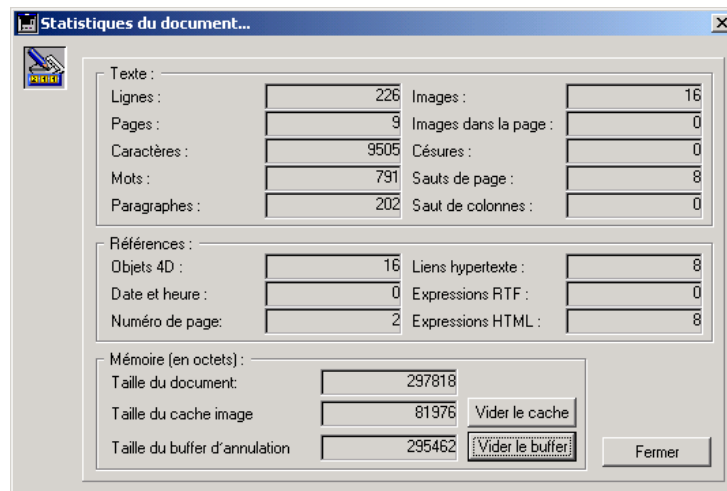 Statistiques du document...
Texte :
Lignes : 226 Images : 16
Pages : 9 Images dans la page : 0
Caractères : 9505 Césures : 0
Mots : 791 Sauts de page : 8
Paragraphes : 202 Saut de colonnes : 0
Références :
Objets 4D : 16 Liens hypertexte : 8
Date et heure : 0 Expressions RTF : 0
Numéro de page: 2 Expressions HTML : 8
Mémoire (en octets) :
Taille du document: 297818
Taille du cache image 81976 Vider le cache
Taille du buffer d'annulation 295462 Vider le buffer
Fermer